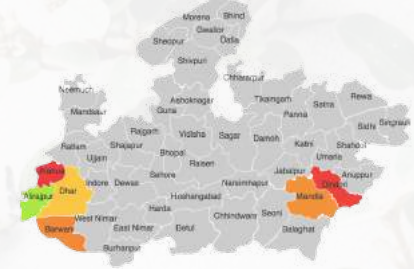 Morena
Bhind
Gwalior
Datia
Sheopur
Shivpuri
Chhatarpur
Neemuch
Tikamgarh
Rewa
Ashoknagar
Satna
Panna
Mandsaur
Guna
Sidhi
Singrauli
Rajgarh
Vidisha
Sagar
Damoh
Katni
Shahdol
Ratlam
Shajapur
Bhopal
Umaria
Ujjain
Raisen
Jabalpur
Anuppur
Jhabua
Sehore
Dindori
Dhar
Indore
Dewas
Narsimhapur
Alirajpur
Hoshangabad
Mandla
Harda
Chhindwara
Seoni
West Nimar
Barwani
East Nimar
Betul
Balaghat
Burhanpur